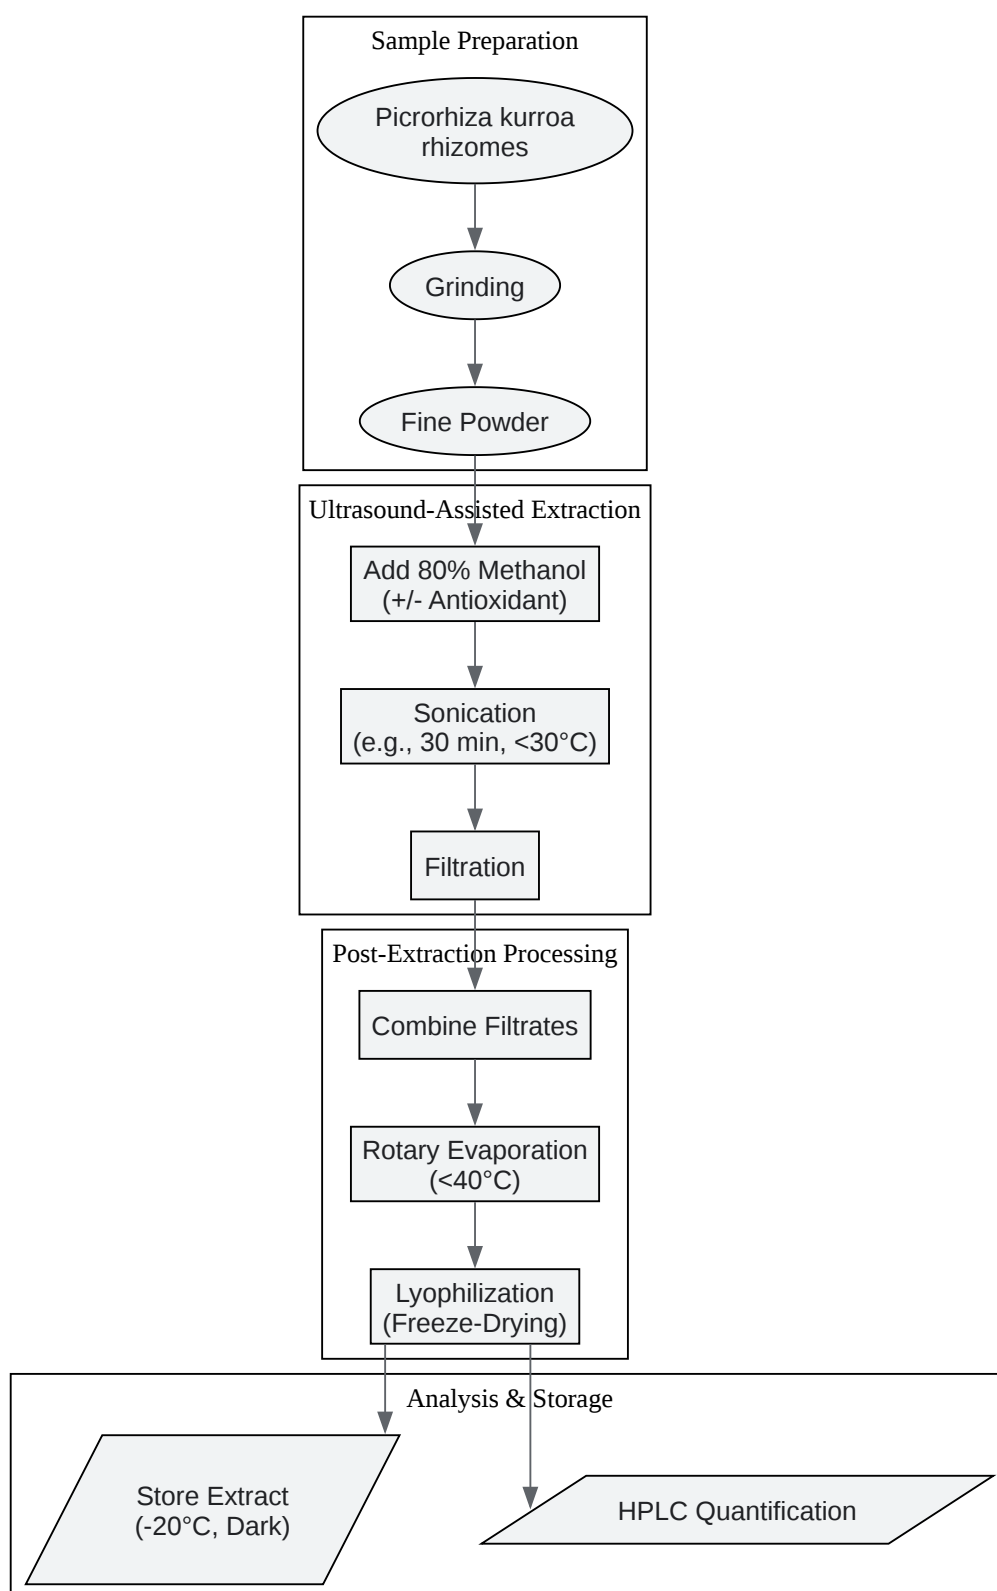 Sample Preparation
Picrorhiza kurroa
rhizomes
Grinding
Fine Powder
Ultrasound-Assisted Extraction
Add 80% Methanol
(+/- Antioxidant)
Sonication
(e.g., 30 min, <30°C)
Filtration
Post-Extraction Processing
Combine Filtrates
Rotary Evaporation
(<40°C)
Lyophilization
(Freeze-Drying)
Analysis & Storage
Store Extract
(-20°C, Dark)
HPLC Quantification